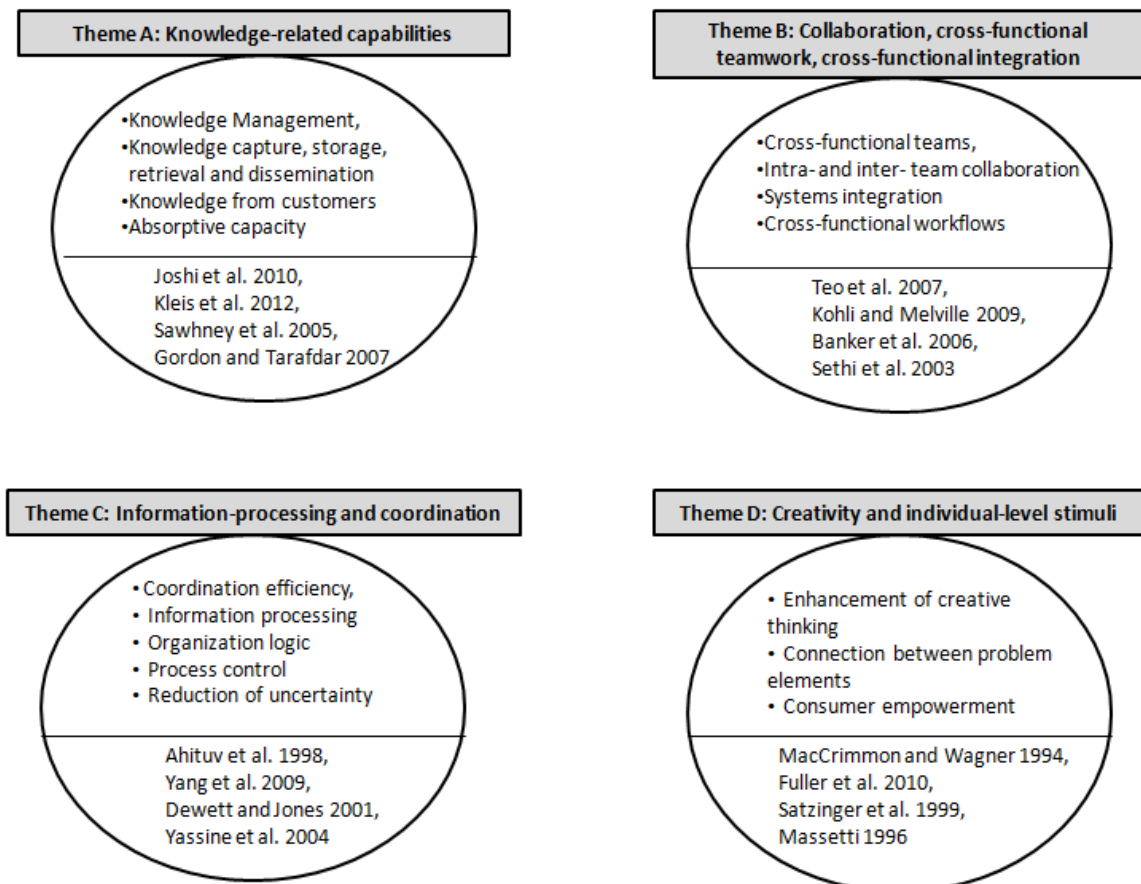 Theme A: Knowledge-related capabilities
•Knowledge Management,
•Knowledge capture, storage,
retrieval and dissemination
•Knowledge from customers
•Absorptive capacity
Joshi et al. 2010,
Kleis et al. 2012,
Sawhney et al. 2005,
Gordon and Tarafdar 2007
Theme B: Collaboration, cross-functional
teamwork, cross-functional integration
•Cross-functional teams,
•Intra- and inter- team collaboration
•Systems integration
•Cross-functional workflows
Teo et al. 2007,
Kohli and Melville 2009,
Banker et al. 2006,
Sethi et al. 2003
Theme C: Information-processing and coordination
• Coordination efficiency,
• Information processing
• Organization logic
• Process control
• Reduction of uncertainty
Ahituv et al. 1998,
Yang et al. 2009,
Dewett and Jones 2001,
Yassine et al. 2004
Theme D: Creativity and individual-level stimuli
• Enhancement of creative
thinking
• Connection between problem
elements
• Consumer empowerment
MacCrimmon and Wagner 1994,
Fuller et al. 2010,
Satzinger et al. 1999,
Massetti 1996